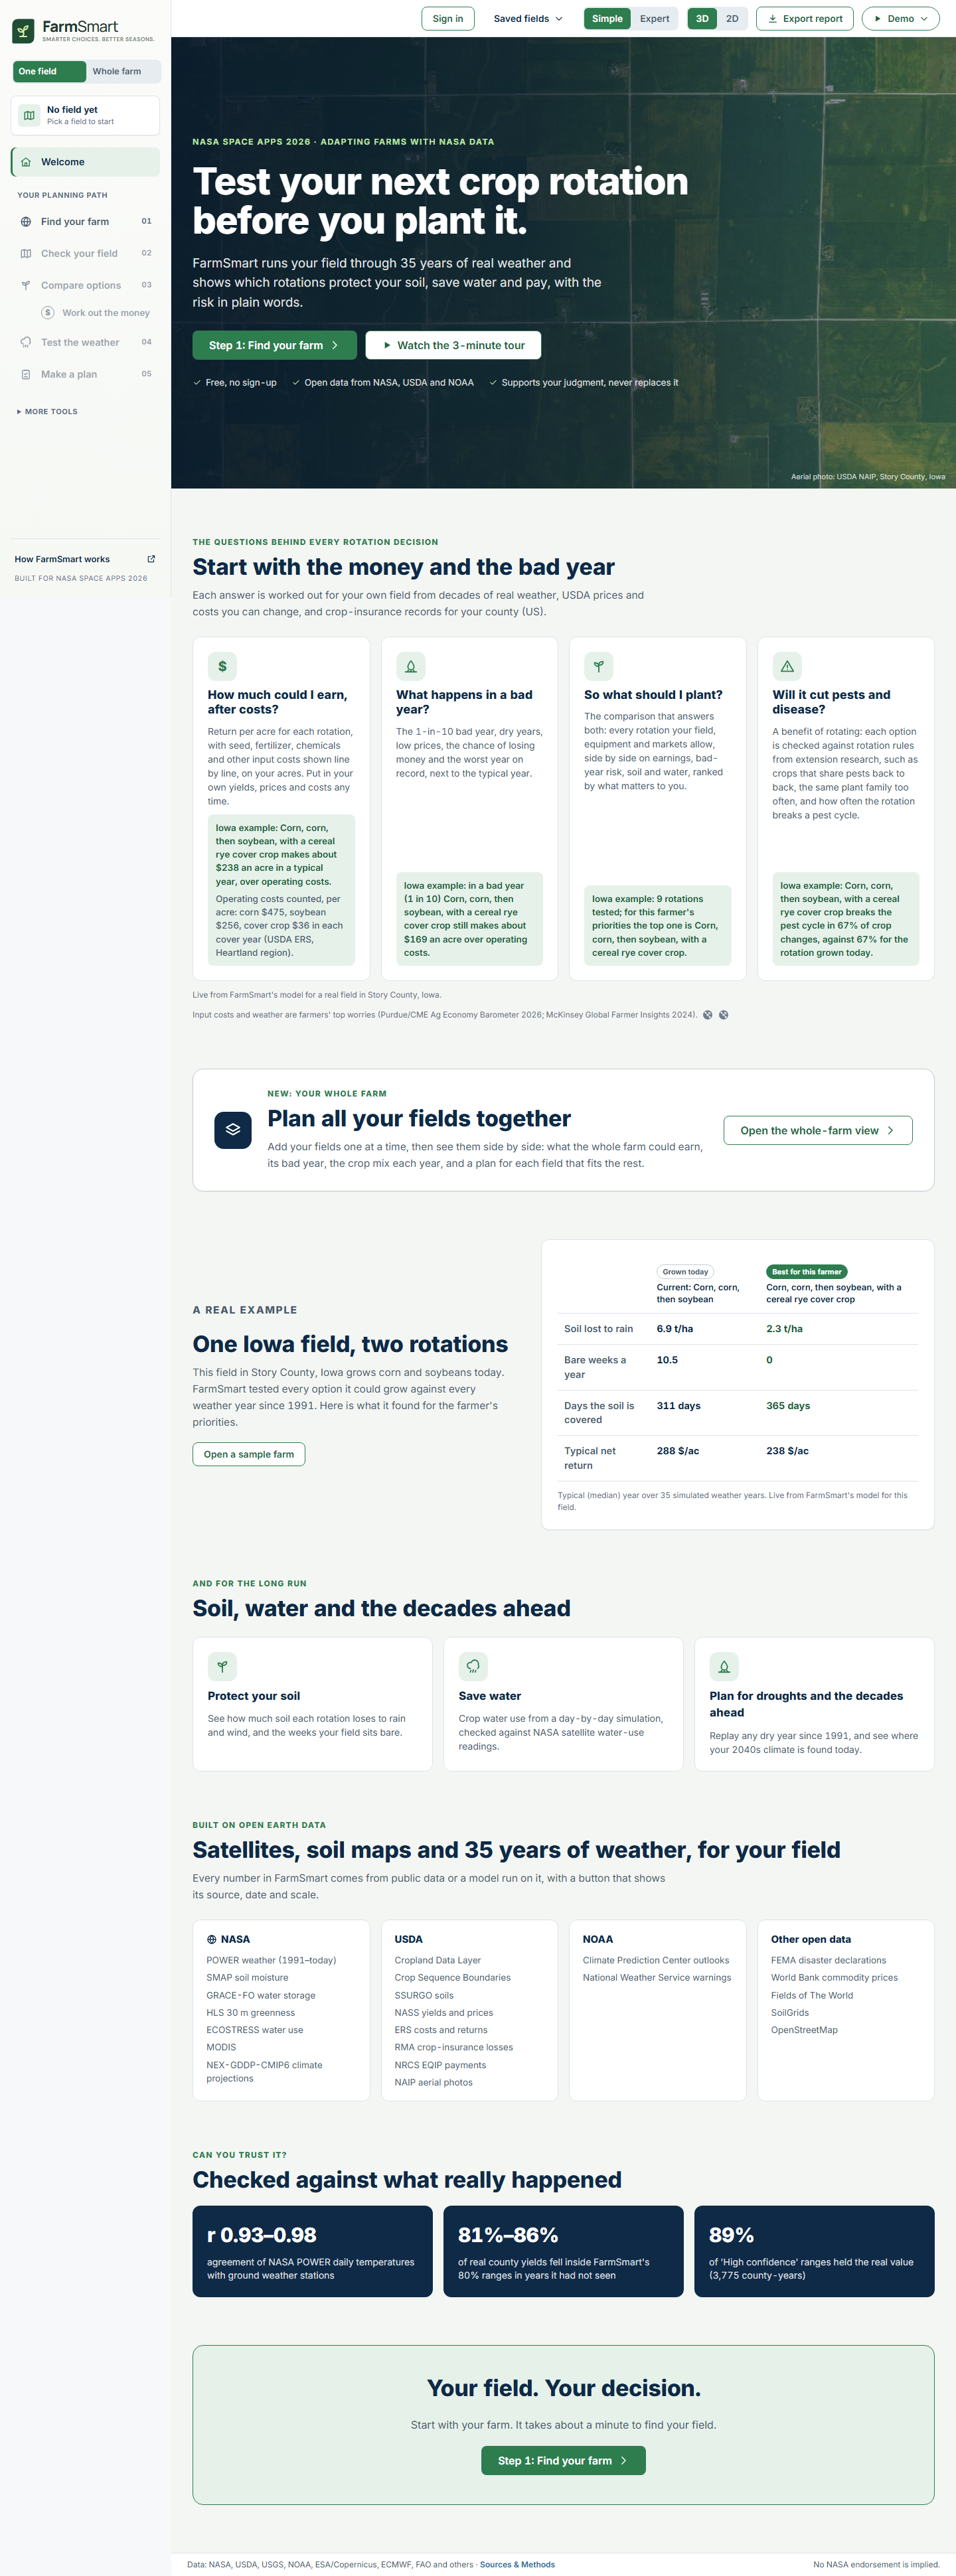 FarmSmart
SMARTER CHOICES. BETTER SEASONS.
One field
Whole farm
No field yet
Pick a field to start
Welcome
YOUR PLANNING PATH
Find your farm 01
Check your field 02
Compare options 03
$ Work out the money
Test the weather 04
Make a plan 05
MORE TOOLS
How FarmSmart works
BUILT FOR NASA SPACE APPS 2026
Sign in
Saved fields
Simple
Expert
3D
2D
Export report
Demo
NASA SPACE APPS 2026 · ADAPTING FARMS WITH NASA DATA
Test your next crop rotation
before you plant it.
FarmSmart runs your field through 35 years of real weather and
shows which rotations protect your soil, save water and pay, with the
risk in plain words.
Step 1: Find your farm
Watch the 3-minute tour
Free, no sign-up
Open data from NASA, USDA and NOAA
Supports your judgment, never replaces it
Aerial photo: USDA NAIP, Story County, Iowa
THE QUESTIONS BEHIND EVERY ROTATION DECISION
Start with the money and the bad year
Each answer is worked out for your own field from decades of real weather, USDA prices and
costs you can change, and crop-insurance records for your county (US).
$
How much could I earn,
after costs?
Return per acre for each rotation,
with seed, fertilizer, chemicals
and other input costs shown line
by line, on your acres. Put in your
own yields, prices and costs any
time.
Iowa example: Corn, corn,
then soybean, with a cereal
rye cover crop makes about
$238 an acre in a typical
year, over operating costs.
Operating costs counted, per
acre: corn $475, soybean
$256, cover crop $36 in each
cover year (USDA ERS,
Heartland region).
What happens in a bad
year?
The 1-in-10 bad year, dry years,
low prices, the chance of losing
money and the worst year on
record, next to the typical year.
Iowa example: in a bad year
(1 in 10) Corn, corn, then
soybean, with a cereal rye
cover crop still makes about
$169 an acre over operating
costs.
So what should I plant?
The comparison that answers
both: every rotation your field,
equipment and markets allow,
side by side on earnings, bad-
year risk, soil and water, ranked
by what matters to you.
Iowa example: 9 rotations
tested; for this farmer's
priorities the top one is Corn,
corn, then soybean, with a
cereal rye cover crop.
Will it cut pests and
disease?
A benefit of rotating: each option
is checked against rotation rules
from extension research, such as
crops that share pests back to
back, the same plant family too
often, and how often the rotation
breaks a pest cycle.
Iowa example: Corn, corn,
then soybean, with a cereal
rye cover crop breaks the
pest cycle in 67% of crop
changes, against 67% for the
rotation grown today.
Live from FarmSmart's model for a real field in Story County, Iowa.
Input costs and weather are farmers' top worries (Purdue/CME Ag Economy Barometer 2026; McKinsey Global Farmer Insights 2024).
NEW: YOUR WHOLE FARM
Plan all your fields together
Add your fields one at a time, then see them side by side: what the whole farm could earn,
its bad year, the crop mix each year, and a plan for each field that fits the rest.
Open the whole-farm view
A REAL EXAMPLE
One Iowa field, two rotations
This field in Story County, Iowa grows corn and soybeans today.
FarmSmart tested every option it could grow against every
weather year since 1991. Here is what it found for the farmer's
priorities.
Open a sample farm
Grown today
Current: Corn, corn,
then soybean
Best for this farmer
Corn, corn, then soybean, with a
cereal rye cover crop
Soil lost to rain 6.9 t/ha 2.3 t/ha
Bare weeks a
year 10.5 0
Days the soil is
covered 311 days 365 days
Typical net
return 288 $/ac 238 $/ac
Typical (median) year over 35 simulated weather years. Live from FarmSmart's model for this
field.
AND FOR THE LONG RUN
Soil, water and the decades ahead
Protect your soil
See how much soil each rotation loses to rain
and wind, and the weeks your field sits bare.
Save water
Crop water use from a day-by-day simulation,
checked against NASA satellite water-use
readings.
Plan for droughts and the decades
ahead
Replay any dry year since 1991, and see where
your 2040s climate is found today.
BUILT ON OPEN EARTH DATA
Satellites, soil maps and 35 years of weather, for your field
Every number in FarmSmart comes from public data or a model run on it, with a button that shows
its source, date and scale.
NASA
POWER weather (1991–today)
SMAP soil moisture
GRACE-FO water storage
HLS 30 m greenness
ECOSTRESS water use
MODIS
NEX-GDDP-CMIP6 climate
projections
USDA
Cropland Data Layer
Crop Sequence Boundaries
SSURGO soils
NASS yields and prices
ERS costs and returns
RMA crop-insurance losses
NRCS EQIP payments
NAIP aerial photos
NOAA
Climate Prediction Center outlooks
National Weather Service warnings
Other open data
FEMA disaster declarations
World Bank commodity prices
Fields of The World
SoilGrids
OpenStreetMap
CAN YOU TRUST IT?
Checked against what really happened
r 0.93–0.98
agreement of NASA POWER daily temperatures
with ground weather stations
81%–86%
of real county yields fell inside FarmSmart's
80% ranges in years it had not seen
89%
of 'High confidence' ranges held the real value
(3,775 county-years)
Your field. Your decision.
Start with your farm. It takes about a minute to find your field.
Step 1: Find your farm
Data: NASA, USDA, USGS, NOAA, ESA/Copernicus, ECMWF, FAO and others · Sources & Methods
No NASA endorsement is implied.